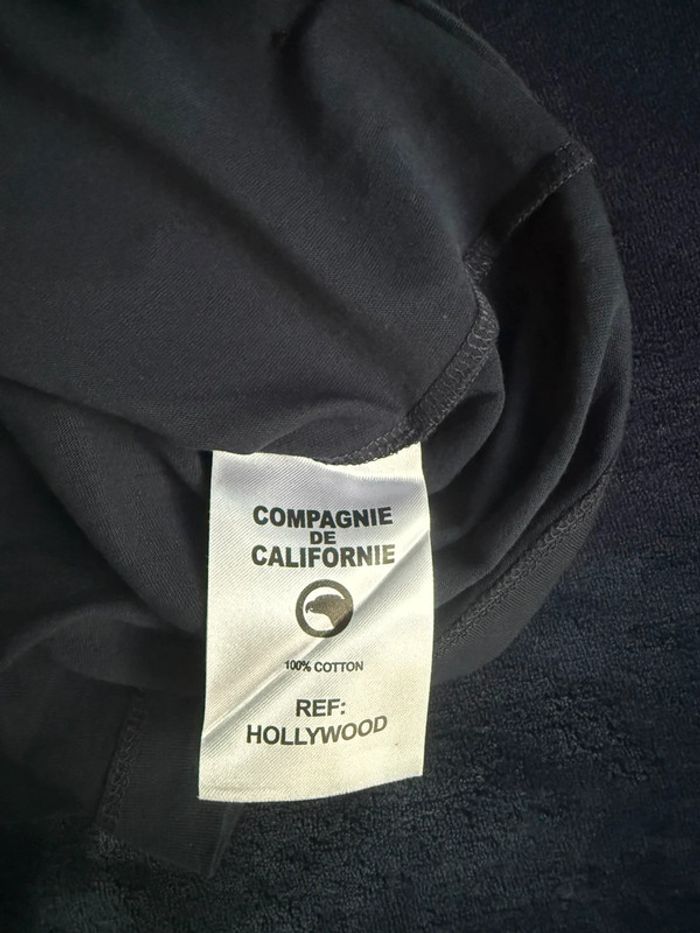 COMPAGNIE
DE
CALIFORNIE
100% COTTON
REF:
HOLLYWOOD